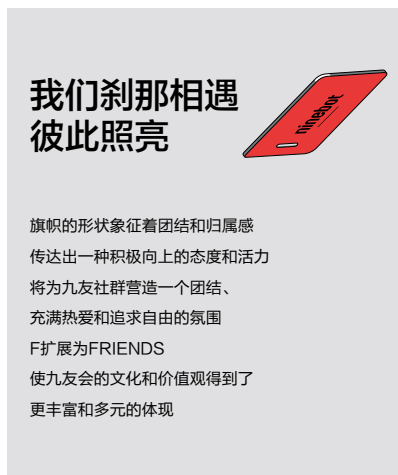 我们刹那相遇
彼此照亮
ninebot
旗帜的形状象征着团结和归属感
传达出一种积极向上的态度和活力
将为九友社群营造一个团结、
充满热爱和追求自由的氛围
F扩展为FRIENDS
使九友会的文化和价值观得到了
更丰富和多元的体现